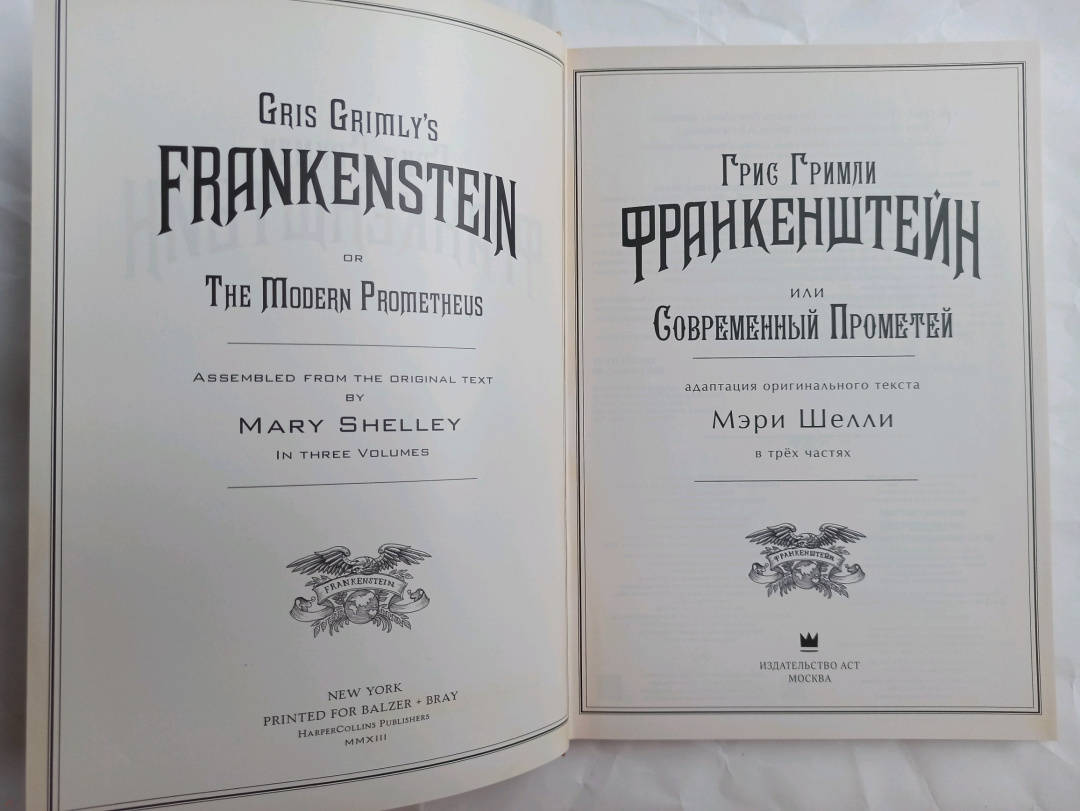 GRIS GRIMLY'S
FRANKENSTEIN
OR
THE MODERN PROMETHEUS
ASSEMBLED FROM THE ORIGINAL TEXT
BY
MARY SHELLEY
IN THREE VOLUMES
FRANKENSTEIN
NEW YORK
PRINTED FOR BALZER + BRAY
HARPERCOLLINS PUBLISHERS
MMXIII
ГРИС ГРИМЛИ
ФРАНКЕНШТЕЙН
ИЛИ
СОВРЕМЕННЫЙ ПРОМЕТЕЙ
адаптация оригинального текста
Мэри Шелли
в трёх частях
ФРАНКЕНШТЕЙН
ИЗДАТЕЛЬСТВО АСТ
МОСКВА